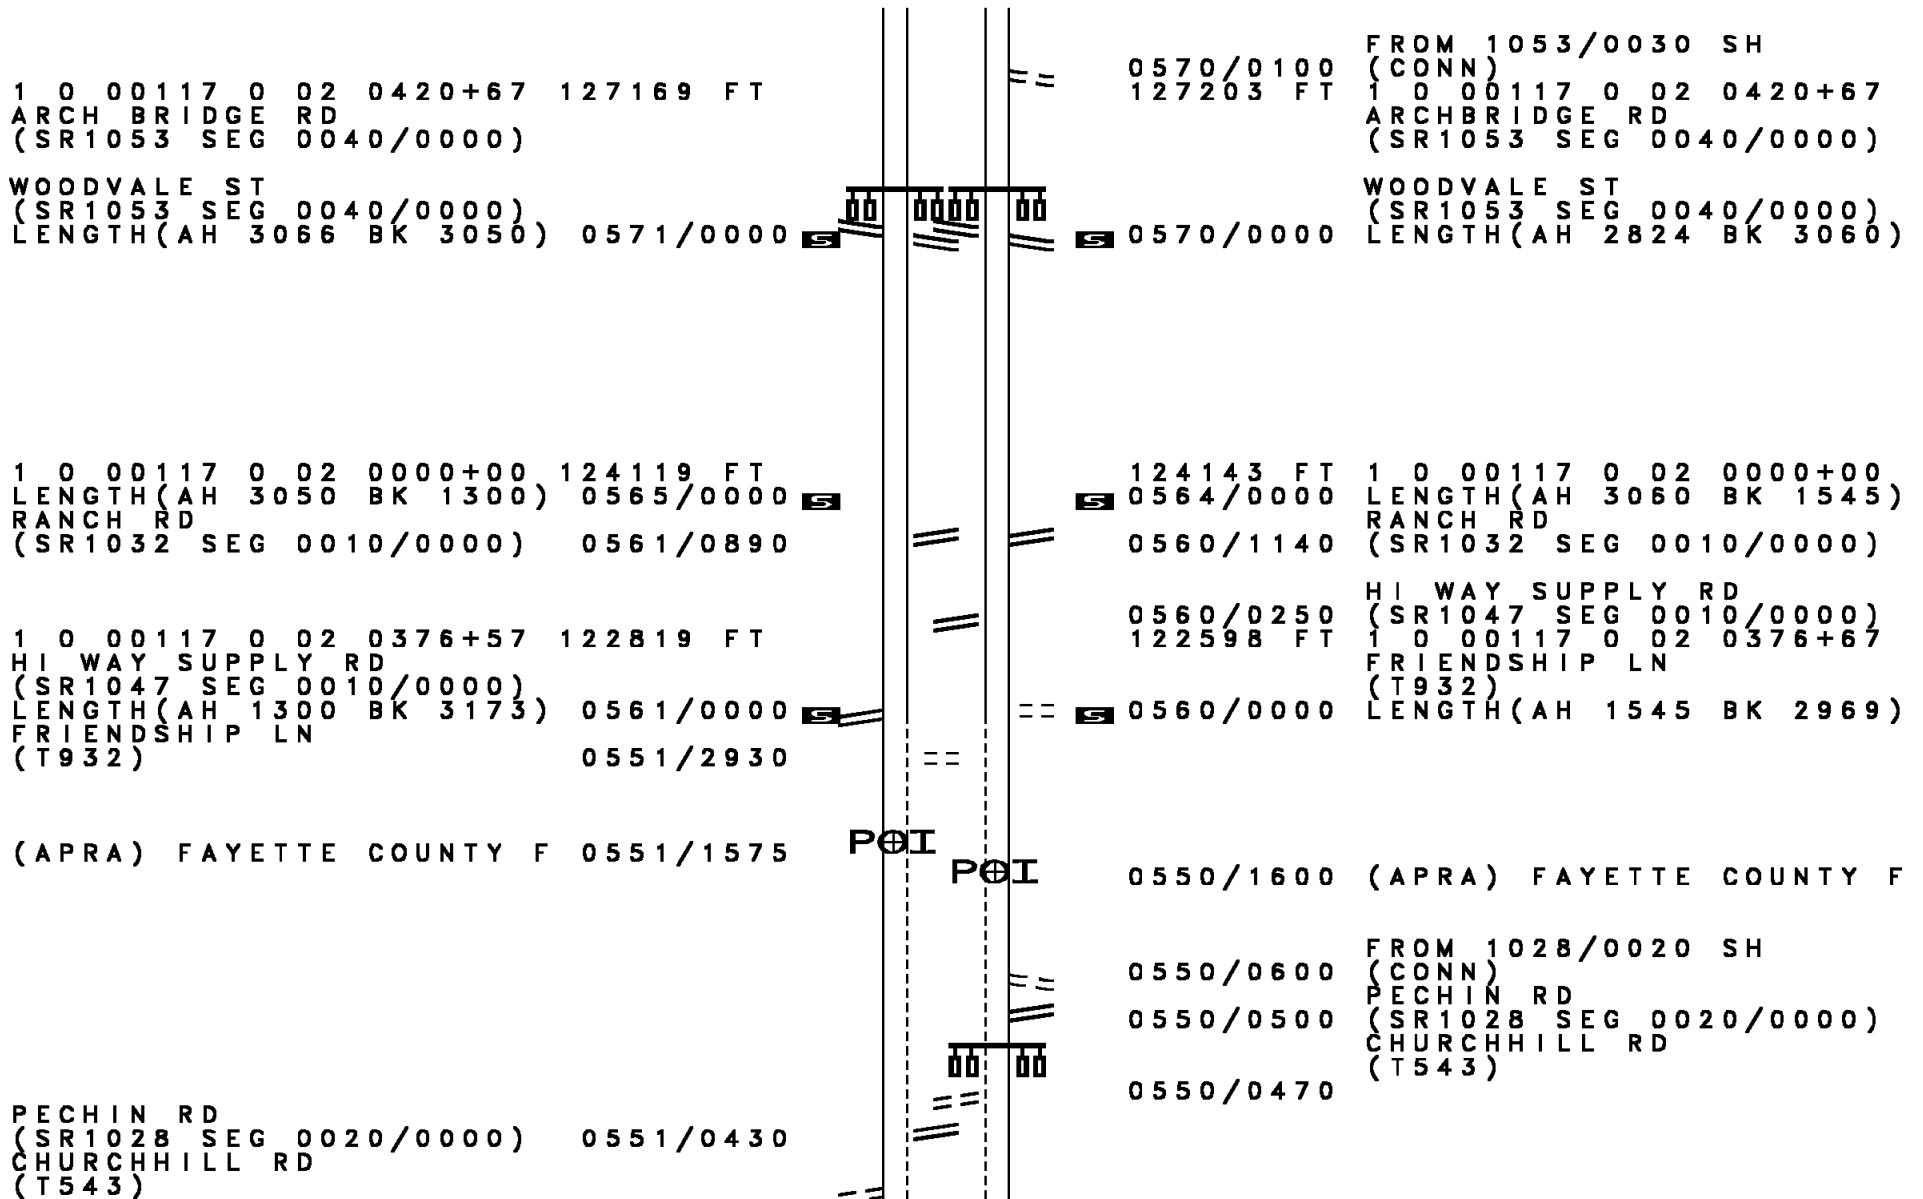 1 0 00117 0 02 0420+67 127169 FT
ARCH BRIDGE RD
(SR1053 SEG 0040/0000)
WOODVALE ST
(SR1053 SEG 0040/0000)
LENGTH(AH 3066 BK 3050) 0571/0000 S
1 0 00117 0 02 0000+00 124119 FT
LENGTH(AH 3050 BK 1300) 0565/0000 S
RANCH RD
(SR1032 SEG 0010/0000) 0561/0890
1 0 00117 0 02 0376+57 122819 FT
HI WAY SUPPLY RD
(SR1047 SEG 0010/0000)
LENGTH(AH 1300 BK 3173) 0561/0000 S
FRIENDSHIP LN
(T932) 0551/2930
(APRA) FAYETTE COUNTY F 0551/1575
POI
PECHIN RD
(SR1028 SEG 0020/0000) 0551/0430
CHURCHHILL RD
(T543)
FROM 1053/0030 SH
0570/0100 (CONN)
127203 FT 1 0 00117 0 02 0420+67
ARCHBRIDGE RD
(SR1053 SEG 0040/0000)
WOODVALE ST
(SR1053 SEG 0040/0000)
S 0570/0000 LENGTH(AH 2824 BK 3060)
124143 FT 1 0 00117 0 02 0000+00
S 0564/0000 LENGTH(AH 3060 BK 1545)
RANCH RD
0560/1140 (SR1032 SEG 0010/0000)
HI WAY SUPPLY RD
0560/0250 (SR1047 SEG 0010/0000)
122598 FT 1 0 00117 0 02 0376+67
FRIENDSHIP LN
(T932)
S 0560/0000 LENGTH(AH 1545 BK 2969)
POI
0550/1600 (APRA) FAYETTE COUNTY F
FROM 1028/0020 SH
0550/0600 (CONN)
PECHIN RD
0550/0500 (SR1028 SEG 0020/0000)
CHURCHHILL RD
(T543)
0550/0470